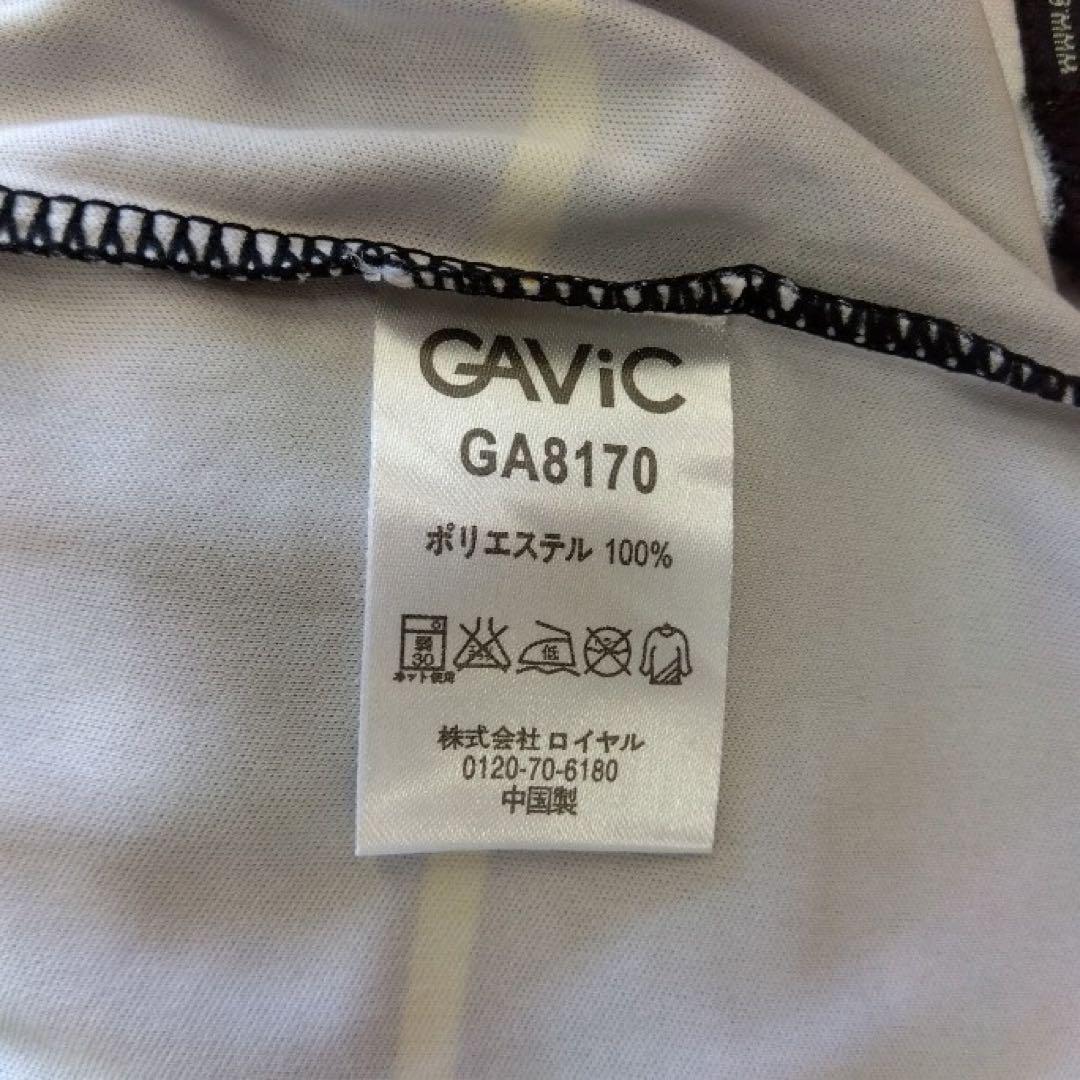 GAViC
GA8170
ポリエステル 100%
弱
30
ネット使用
低
株式会社 ロイヤル
0120-70-6180
中国製